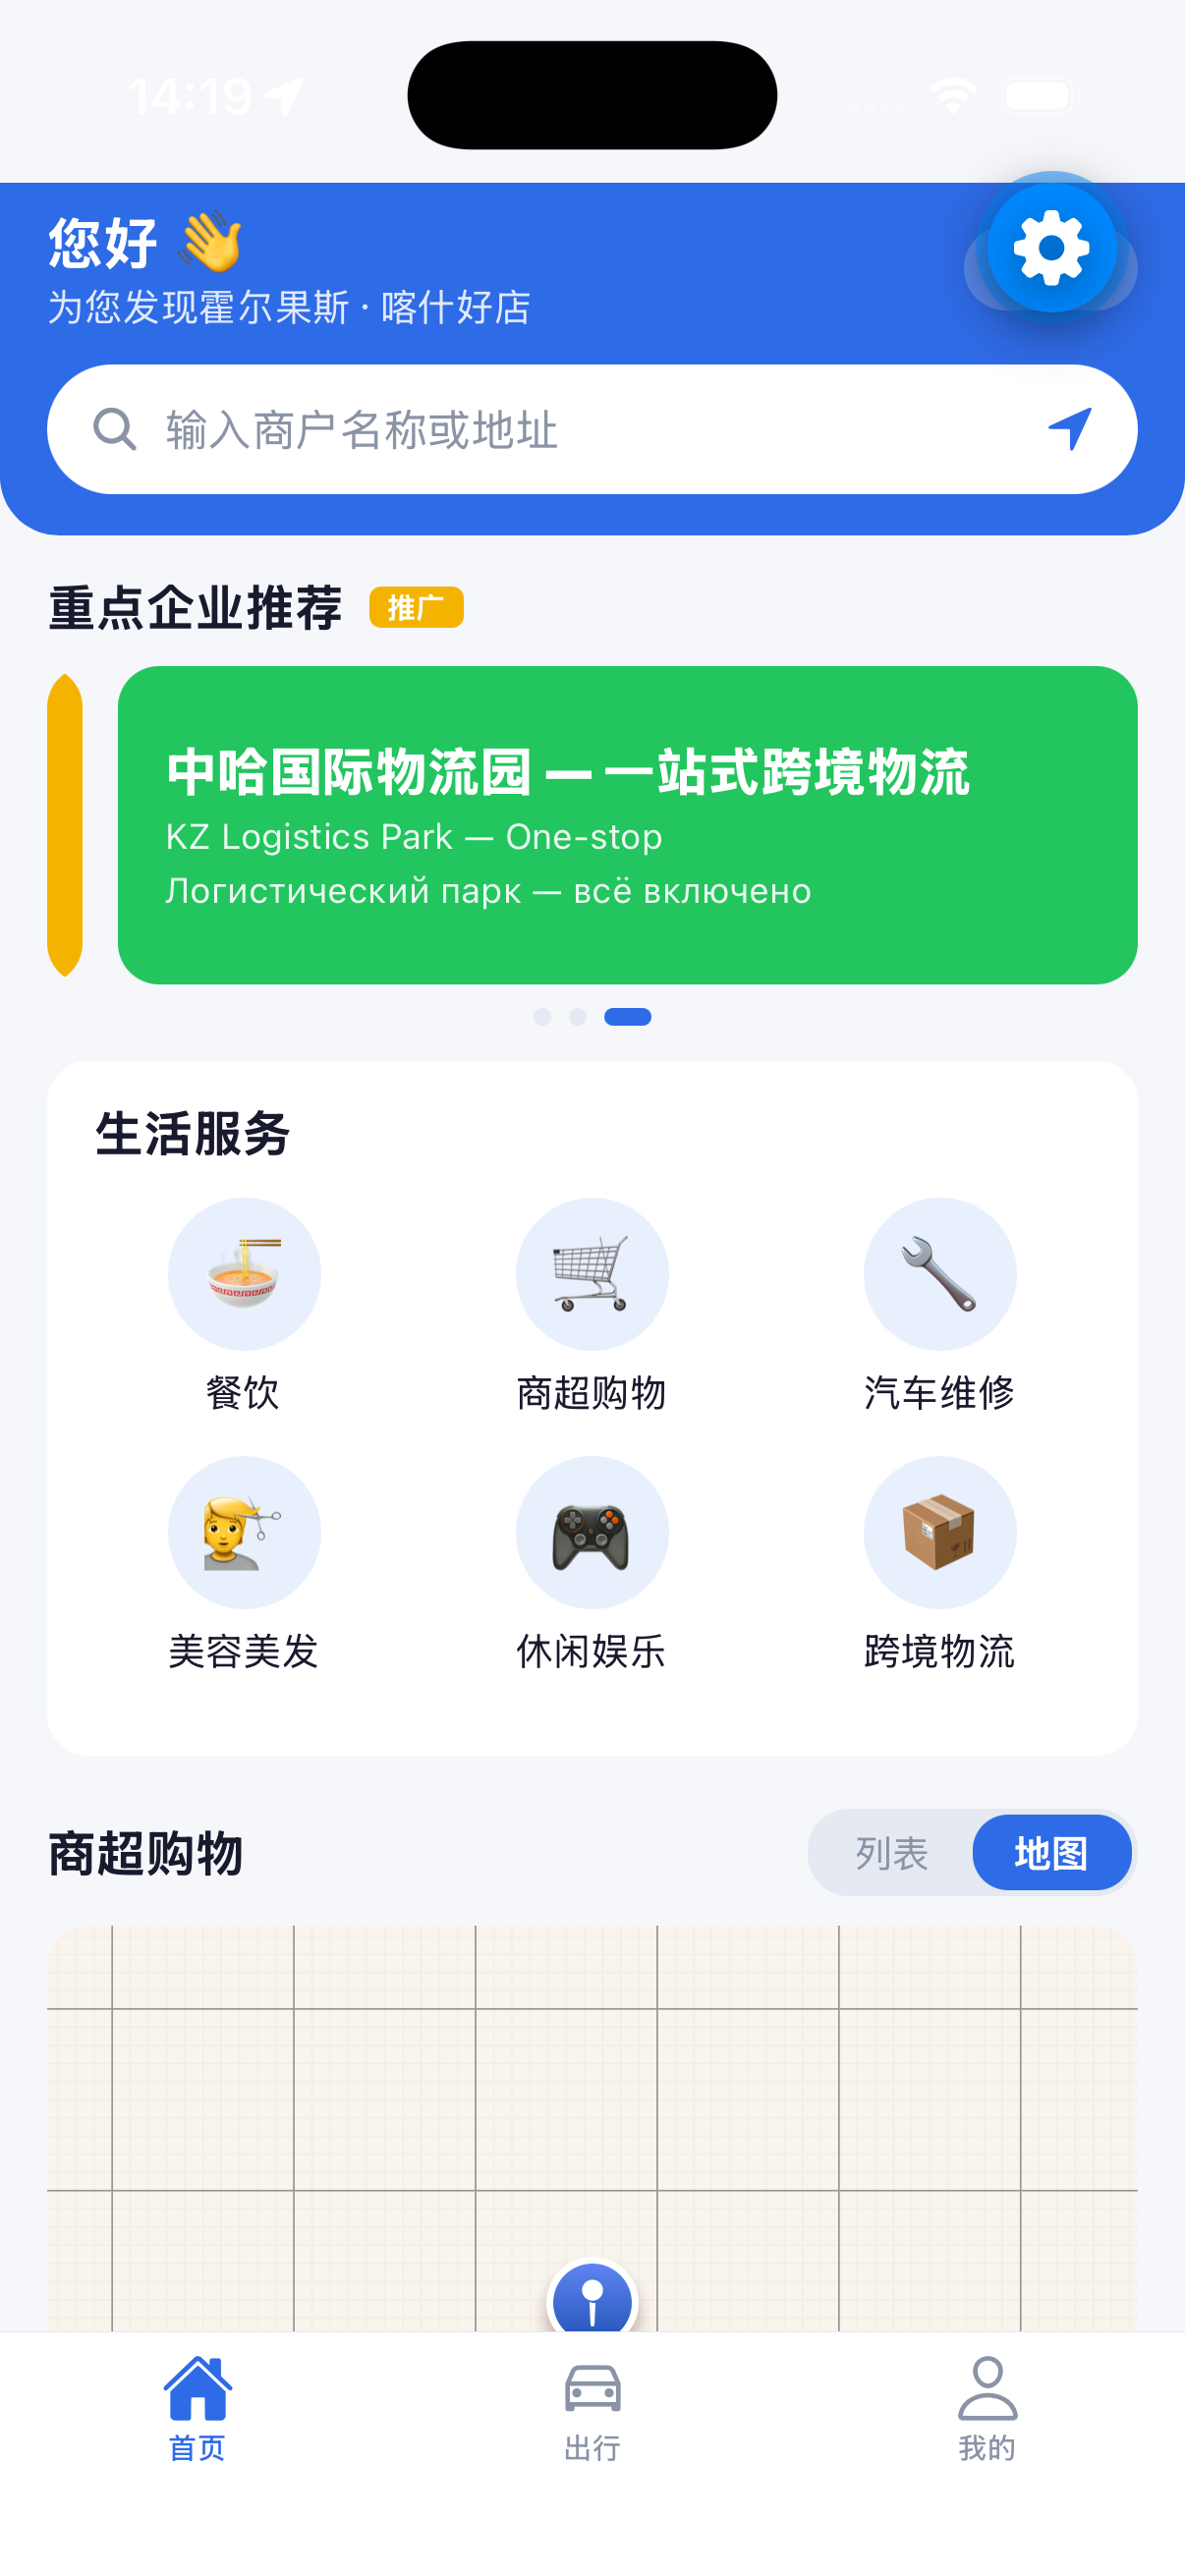 14:19
您好 👋
为您发现霍尔果斯 · 喀什好店
输入商户名称或地址
重点企业推荐 推广
中哈国际物流园 — 一站式跨境物流
KZ Logistics Park — One-stop
Логистический парк — всё включено
生活服务
餐饮 商超购物 汽车维修
美容美发 休闲娱乐 跨境物流
商超购物 列表 地图
首页 出行 我的